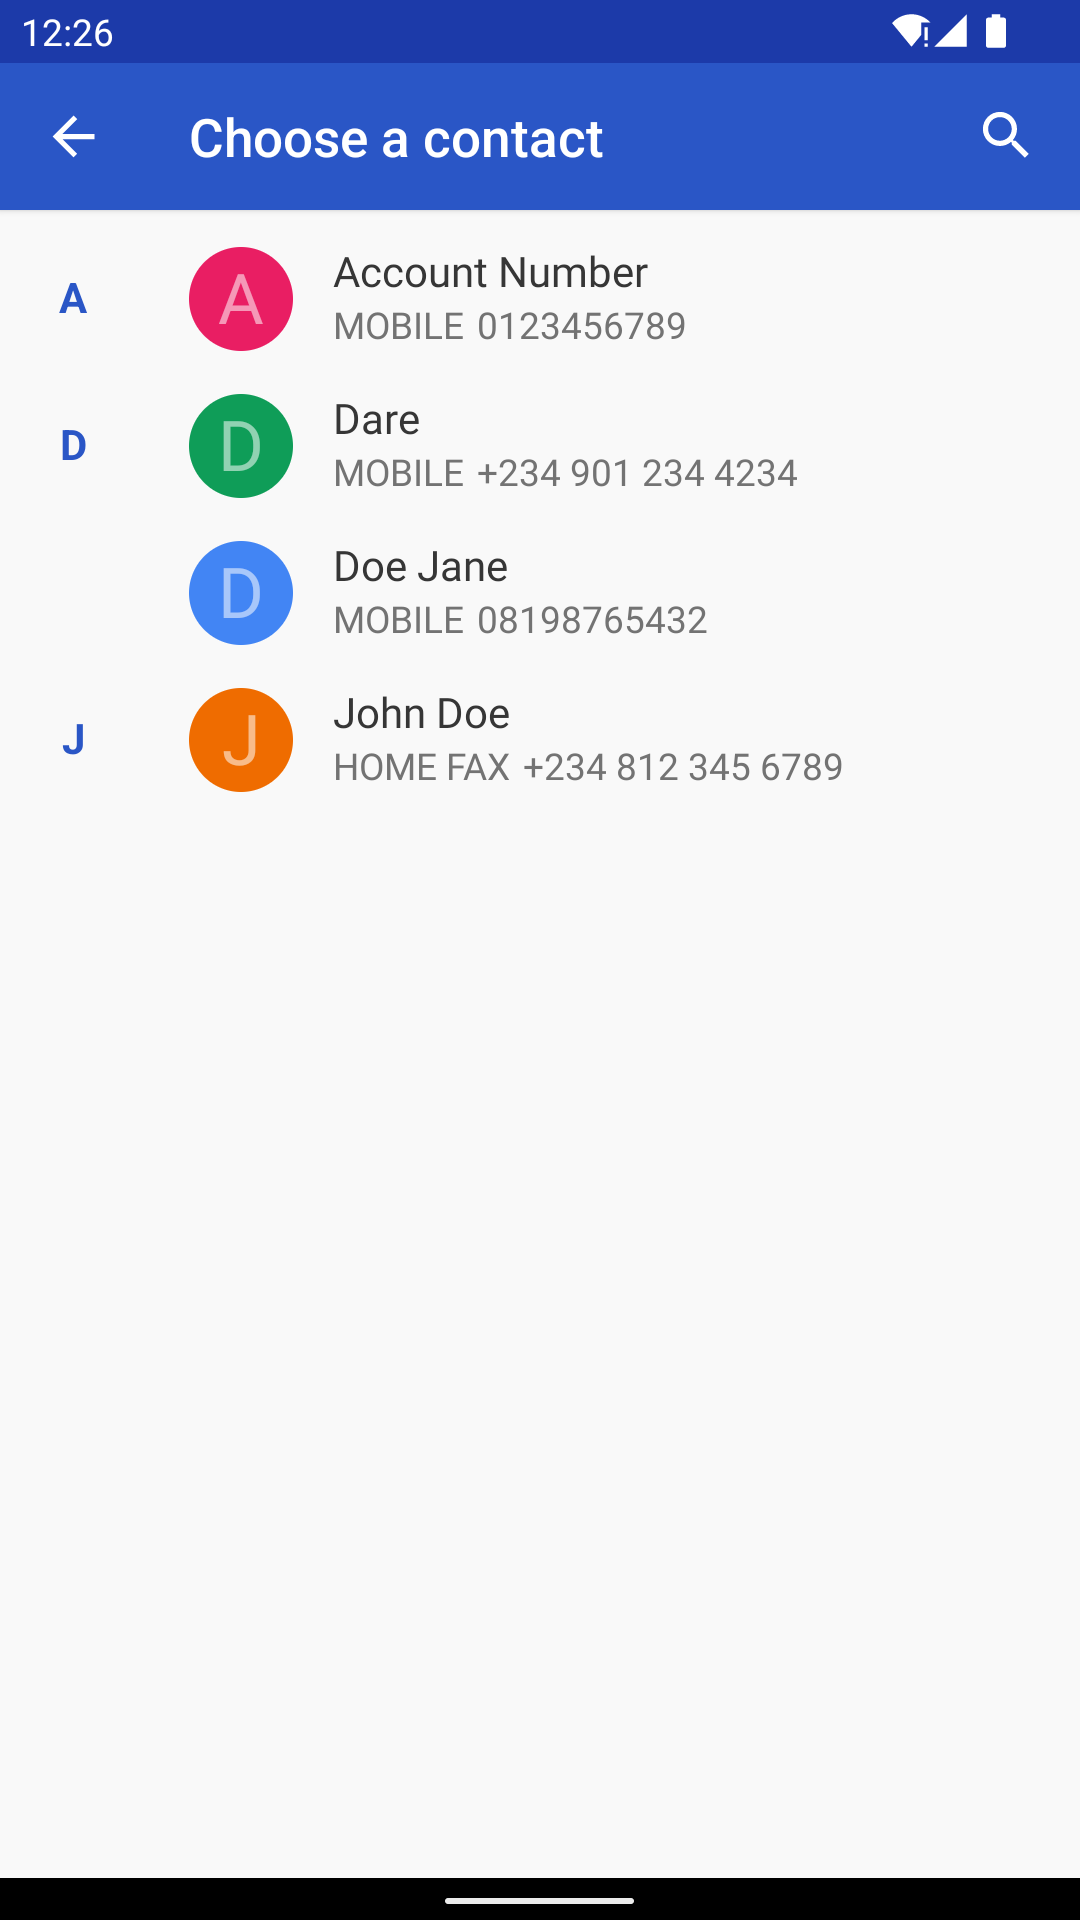 12:26
Choose a contact
A
A
Account Number
MOBILE 0123456789
D
D
Dare
MOBILE +234 901 234 4234
D
Doe Jane
MOBILE 08198765432
J
J
John Doe
HOME FAX +234 812 345 6789